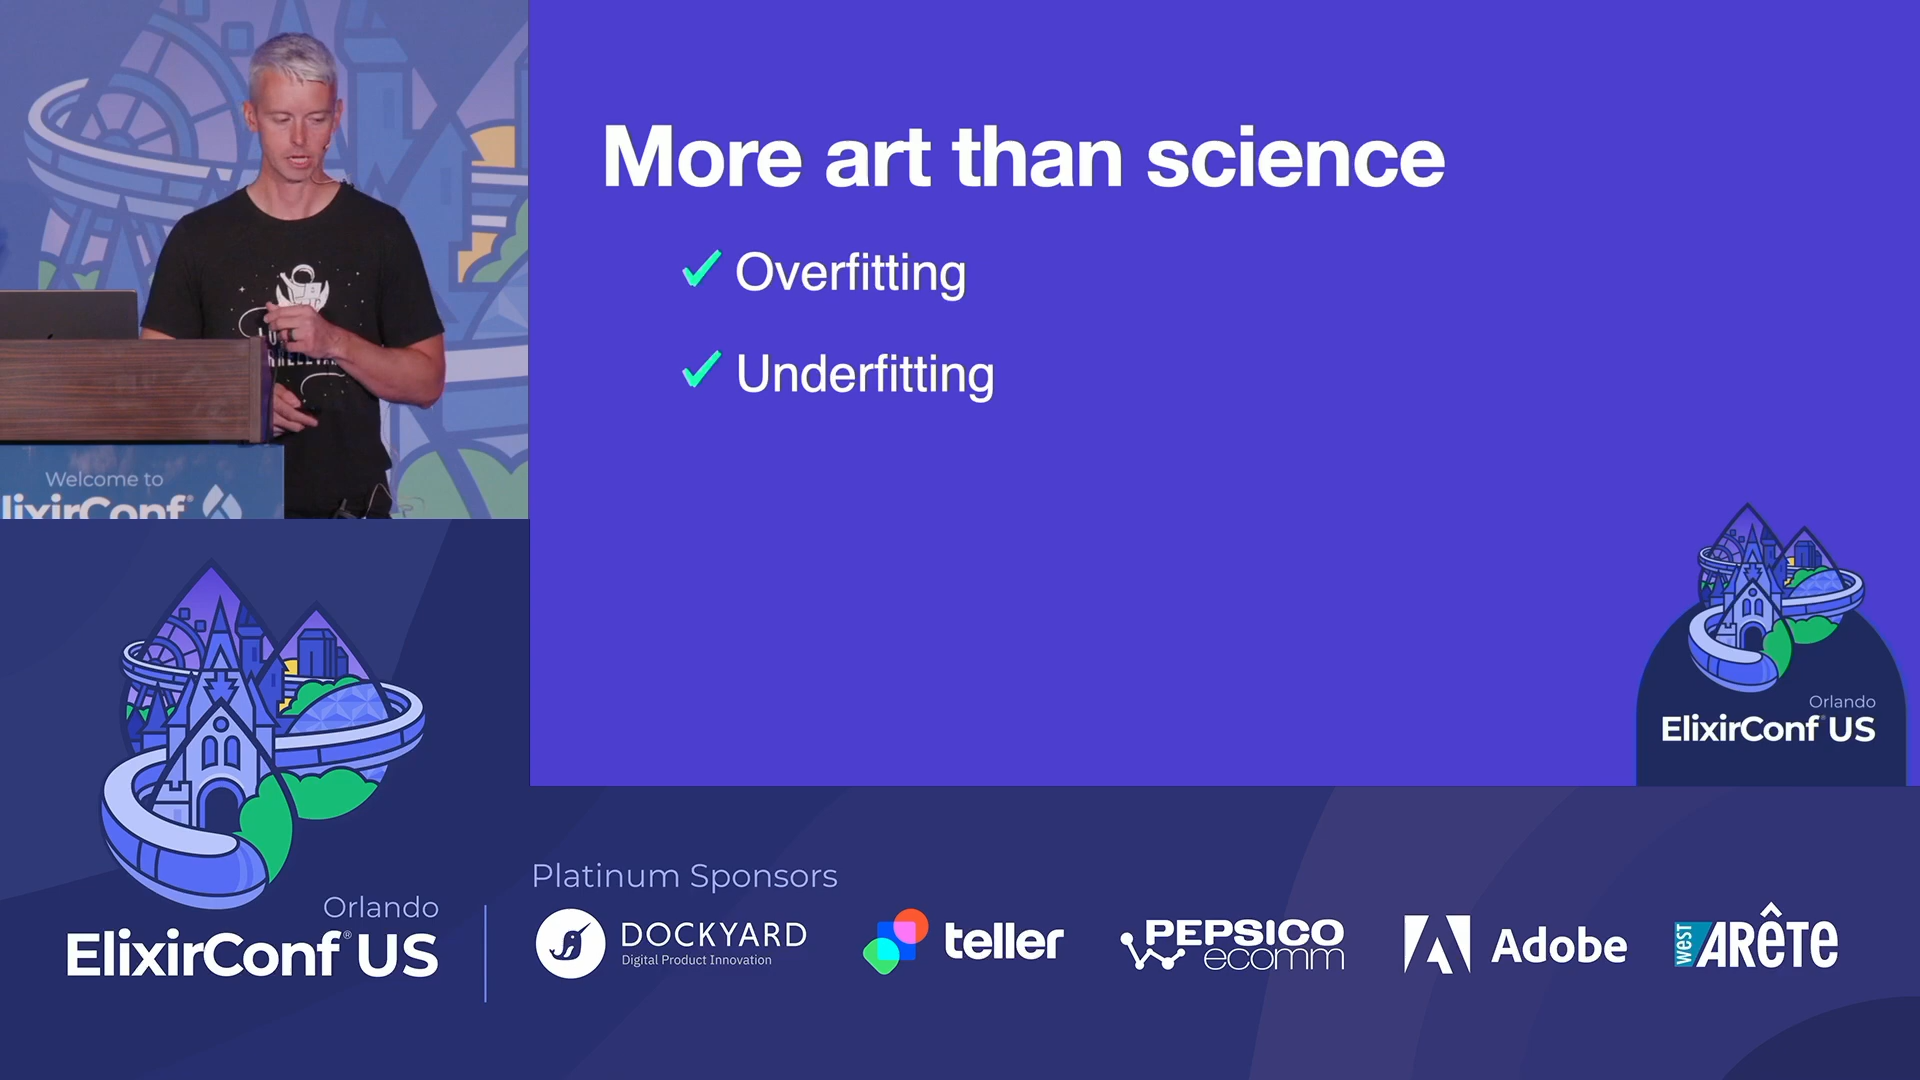 More art than science
Overfitting
Underfitting
Welcome to
lixirConf
Orlando
ElixirConf US
Orlando
ElixirConf® US
Platinum Sponsors
DOCKYARD
Digital Product Innovation
teller
PEPSICO
ecomm
Adobe
west
ARÊTE